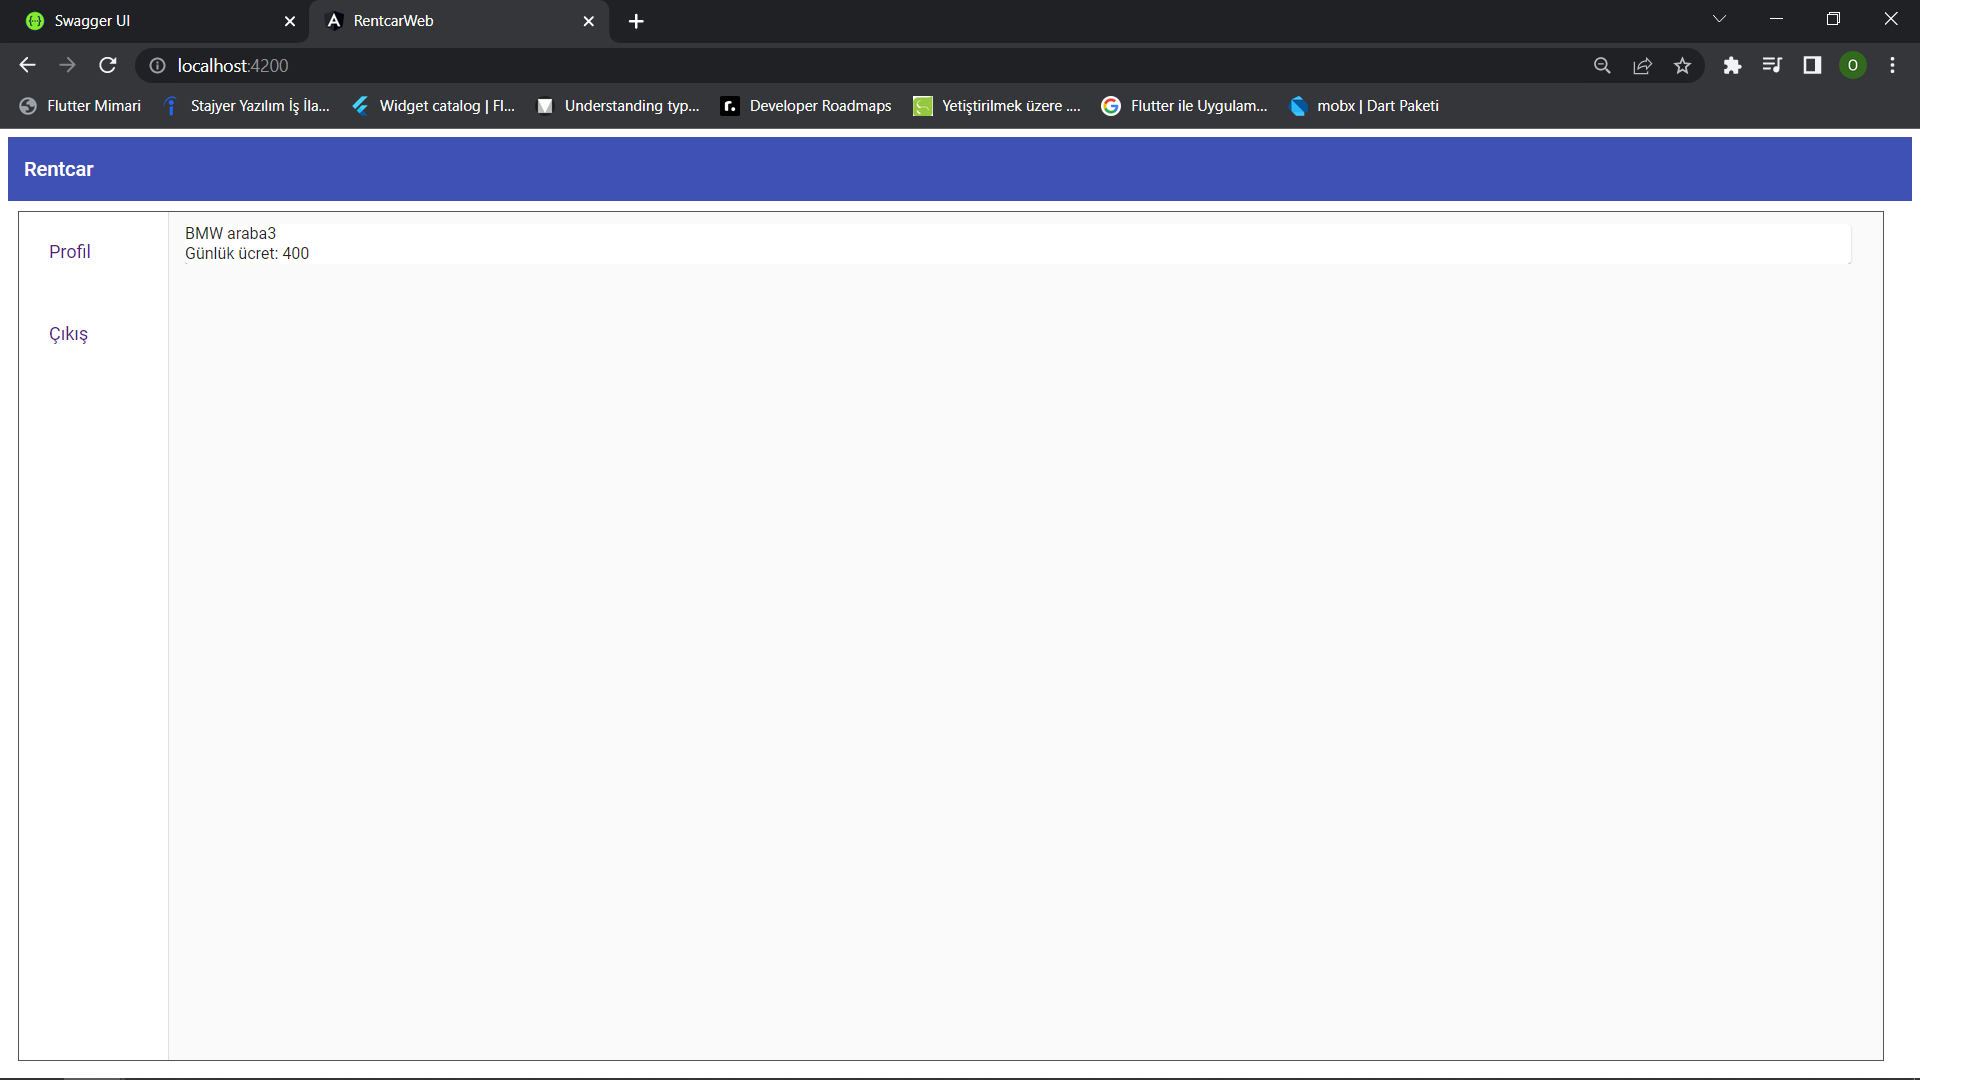 Swagger UI
RentcarWeb
localhost:4200
Flutter Mimari
Stajyer Yazılım İş İla...
Widget catalog | Fl...
Understanding typ...
Developer Roadmaps
Yetiştirilmek üzere ....
Flutter ile Uygulam...
mobx | Dart Paketi
O
Rentcar
Profil
Çıkış
BMW araba3
Günlük ücret: 400